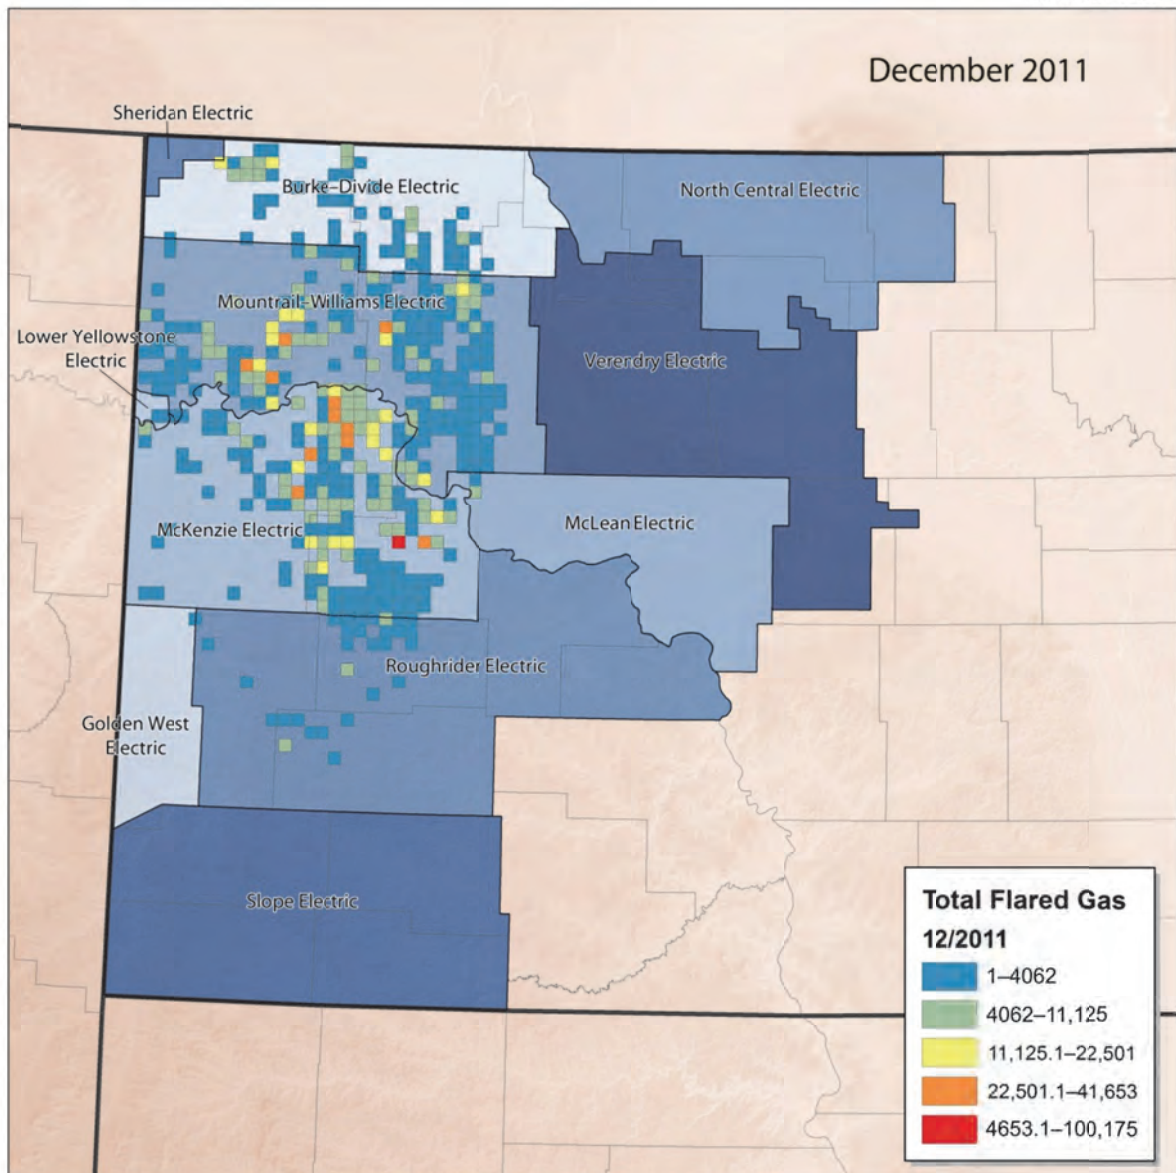 December 2011
Sheridan Electric
Burke–Divide Electric
North Central Electric
Mountrail–Williams Electric
Lower Yellowstone
Electric
Verendry Electric
McKenzie Electric
McLean Electric
Roughrider Electric
Golden West
Electric
Slope Electric
Total Flared Gas
12/2011
1–4062
4062–11,125
11,125.1–22,501
22,501.1–41,653
4653.1–100,175